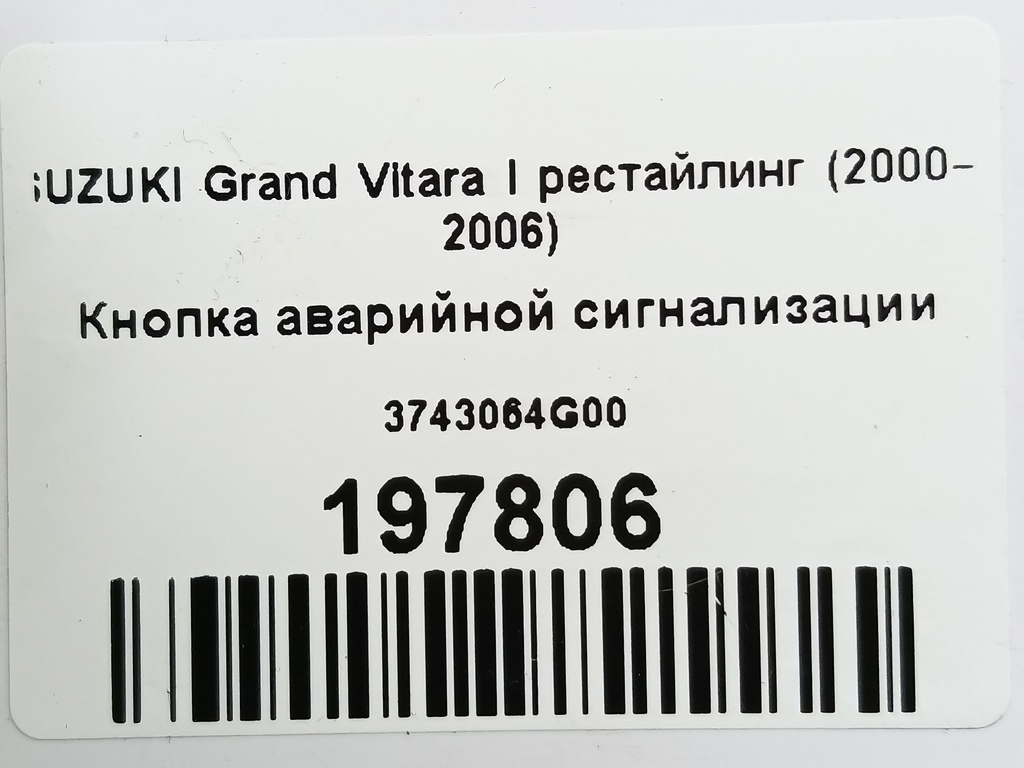 SUZUKI Grand Vitara I рестайлинг (2000-
2006)
Кнопка аварийной сигнализации
3743064G00
197806